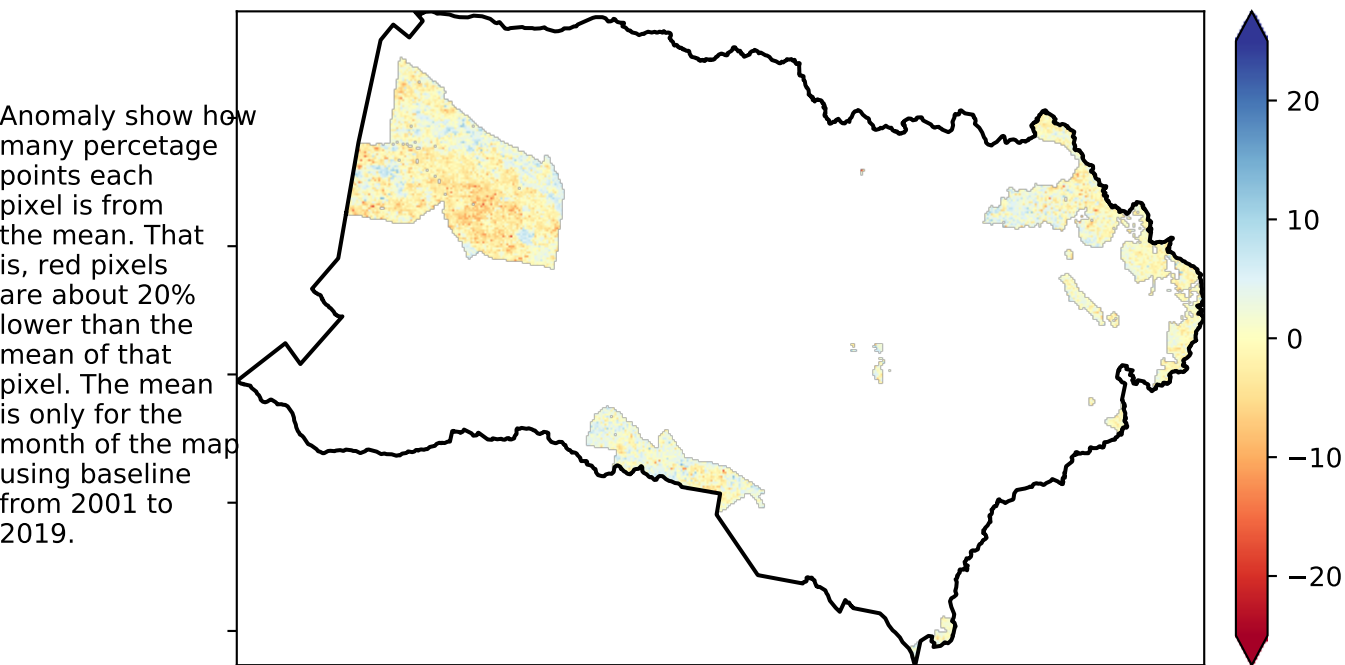 Anomaly show how
many percetage
points each
pixel is from
the mean. That
is, red pixels
are about 20%
lower than the
mean of that
pixel. The mean
is only for the
month of the map
using baseline
from 2001 to
2019.
20
10
0
−10
−20